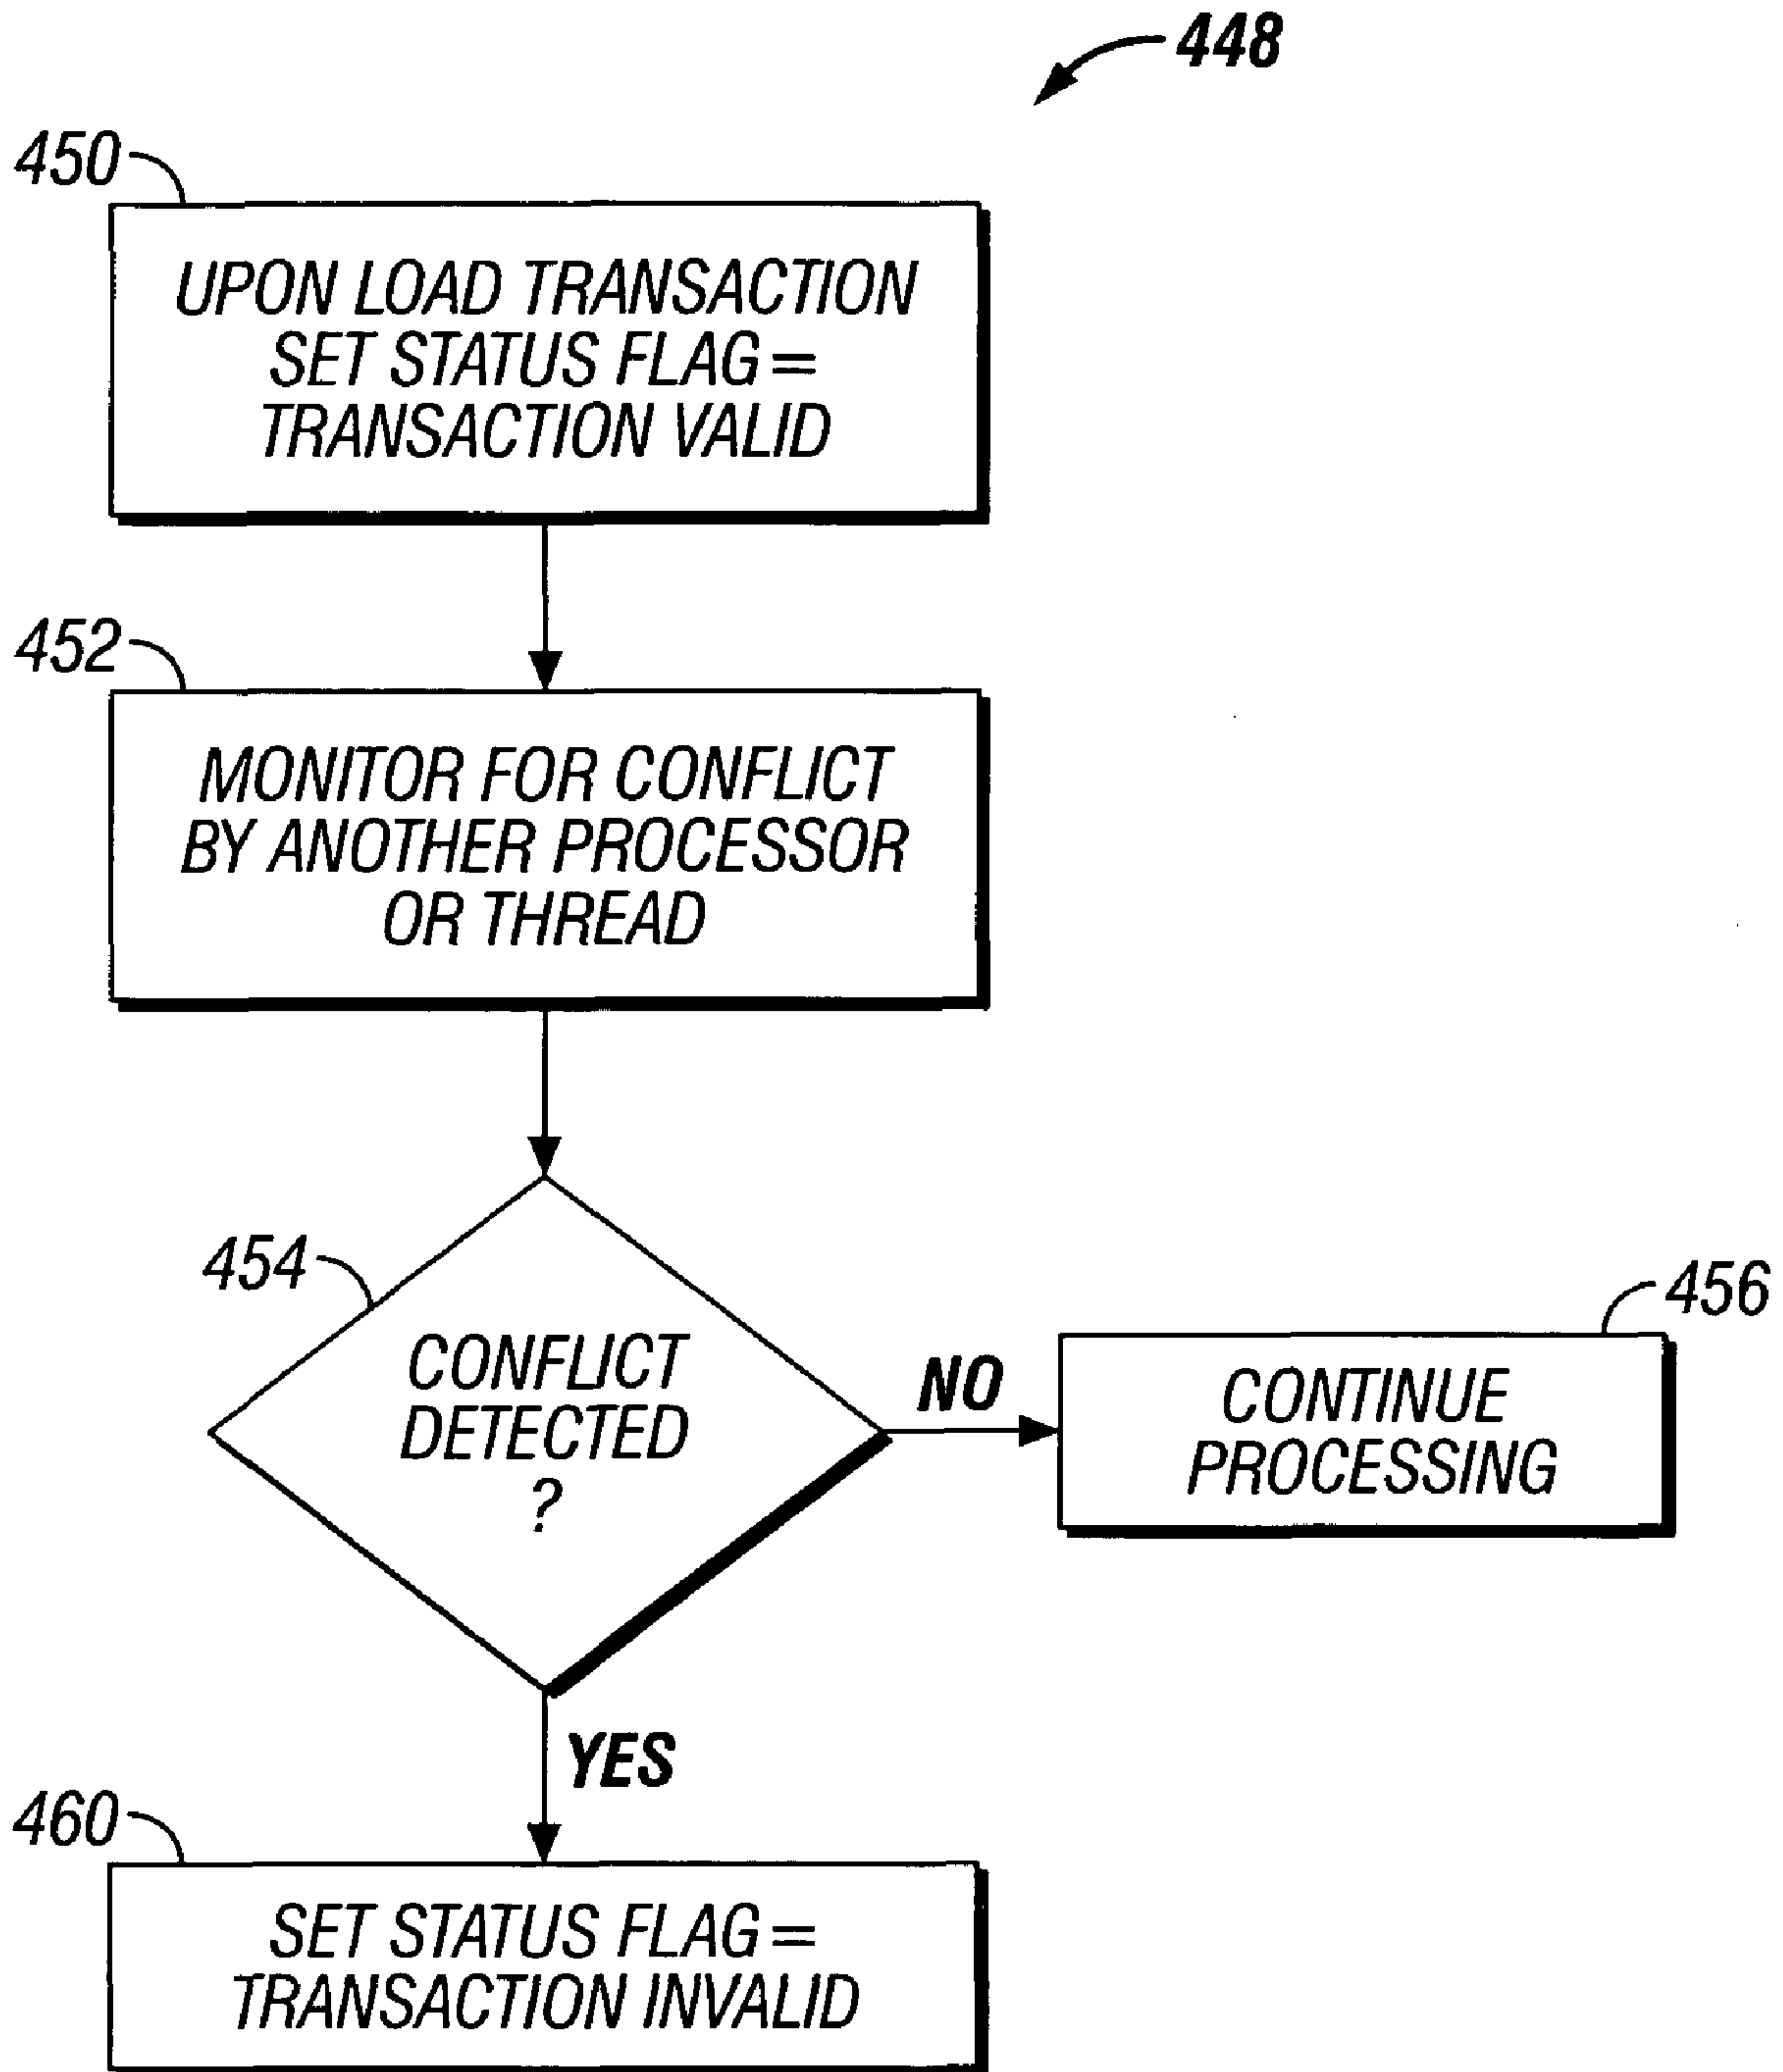 448
450
UPON LOAD TRANSACTION
SET STATUS FLAG =
TRANSACTION VALID
452
MONITOR FOR CONFLICT
BY ANOTHER PROCESSOR
OR THREAD
454
CONFLICT
DETECTED
?
NO
456
CONTINUE
PROCESSING
YES
460
SET STATUS FLAG =
TRANSACTION INVALID